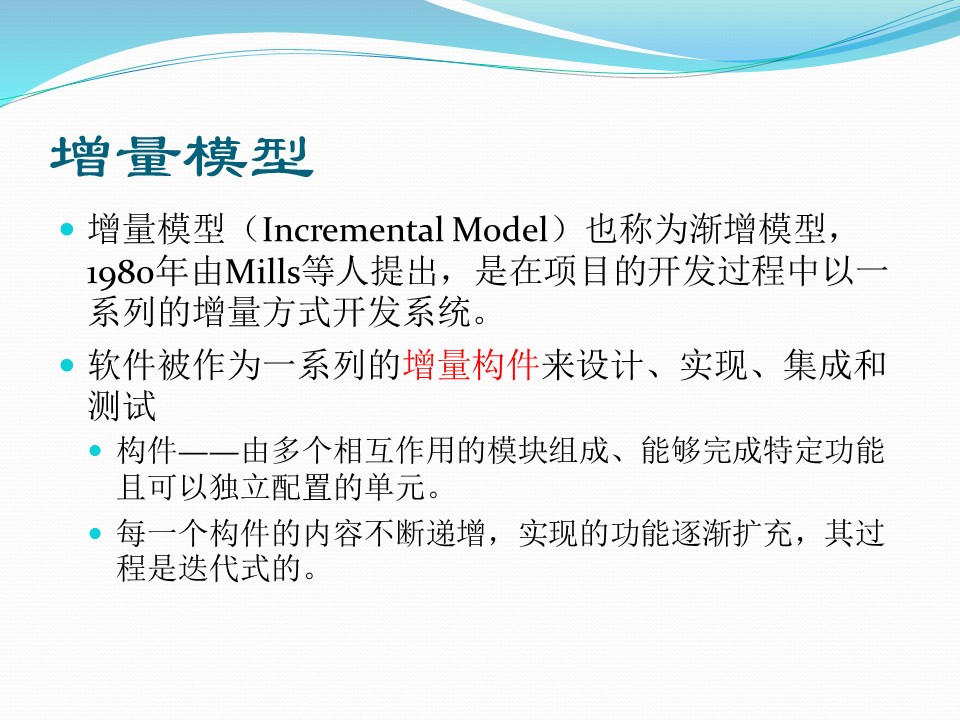 增量模型
增量模型（Incremental Model）也称为渐增模型，
1980年由Mills等人提出，是在项目的开发过程中以一
系列的增量方式开发系统。
软件被作为一系列的增量构件来设计、实现、集成和
测试
构件——由多个相互作用的模块组成、能够完成特定功能
且可以独立配置的单元。
每一个构件的内容不断递增，实现的功能逐渐扩充，其过
程是迭代式的。